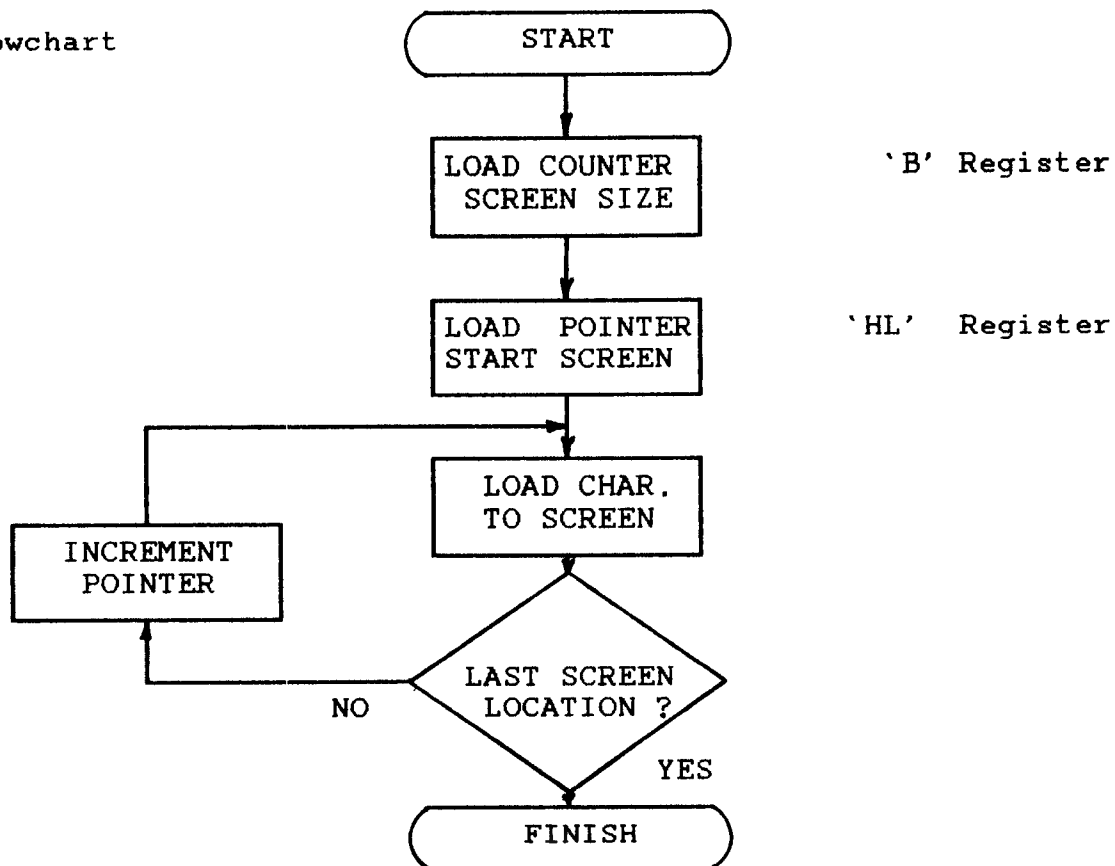 owchart
START
LOAD COUNTER
SCREEN SIZE
`B' Register
LOAD POINTER
START SCREEN
`HL' Register
LOAD CHAR.
TO SCREEN
INCREMENT
POINTER
LAST SCREEN
LOCATION ?
NO
YES
FINISH